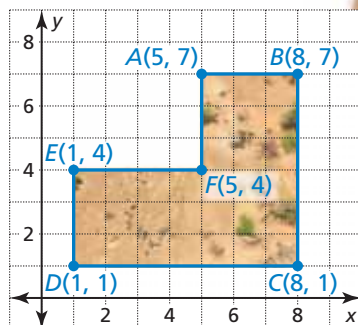 y
8
A(5, 7) B(8, 7)
6
E(1, 4)
4
F(5, 4)
2
D(1, 1) C(8, 1)
2 4 6 8 x